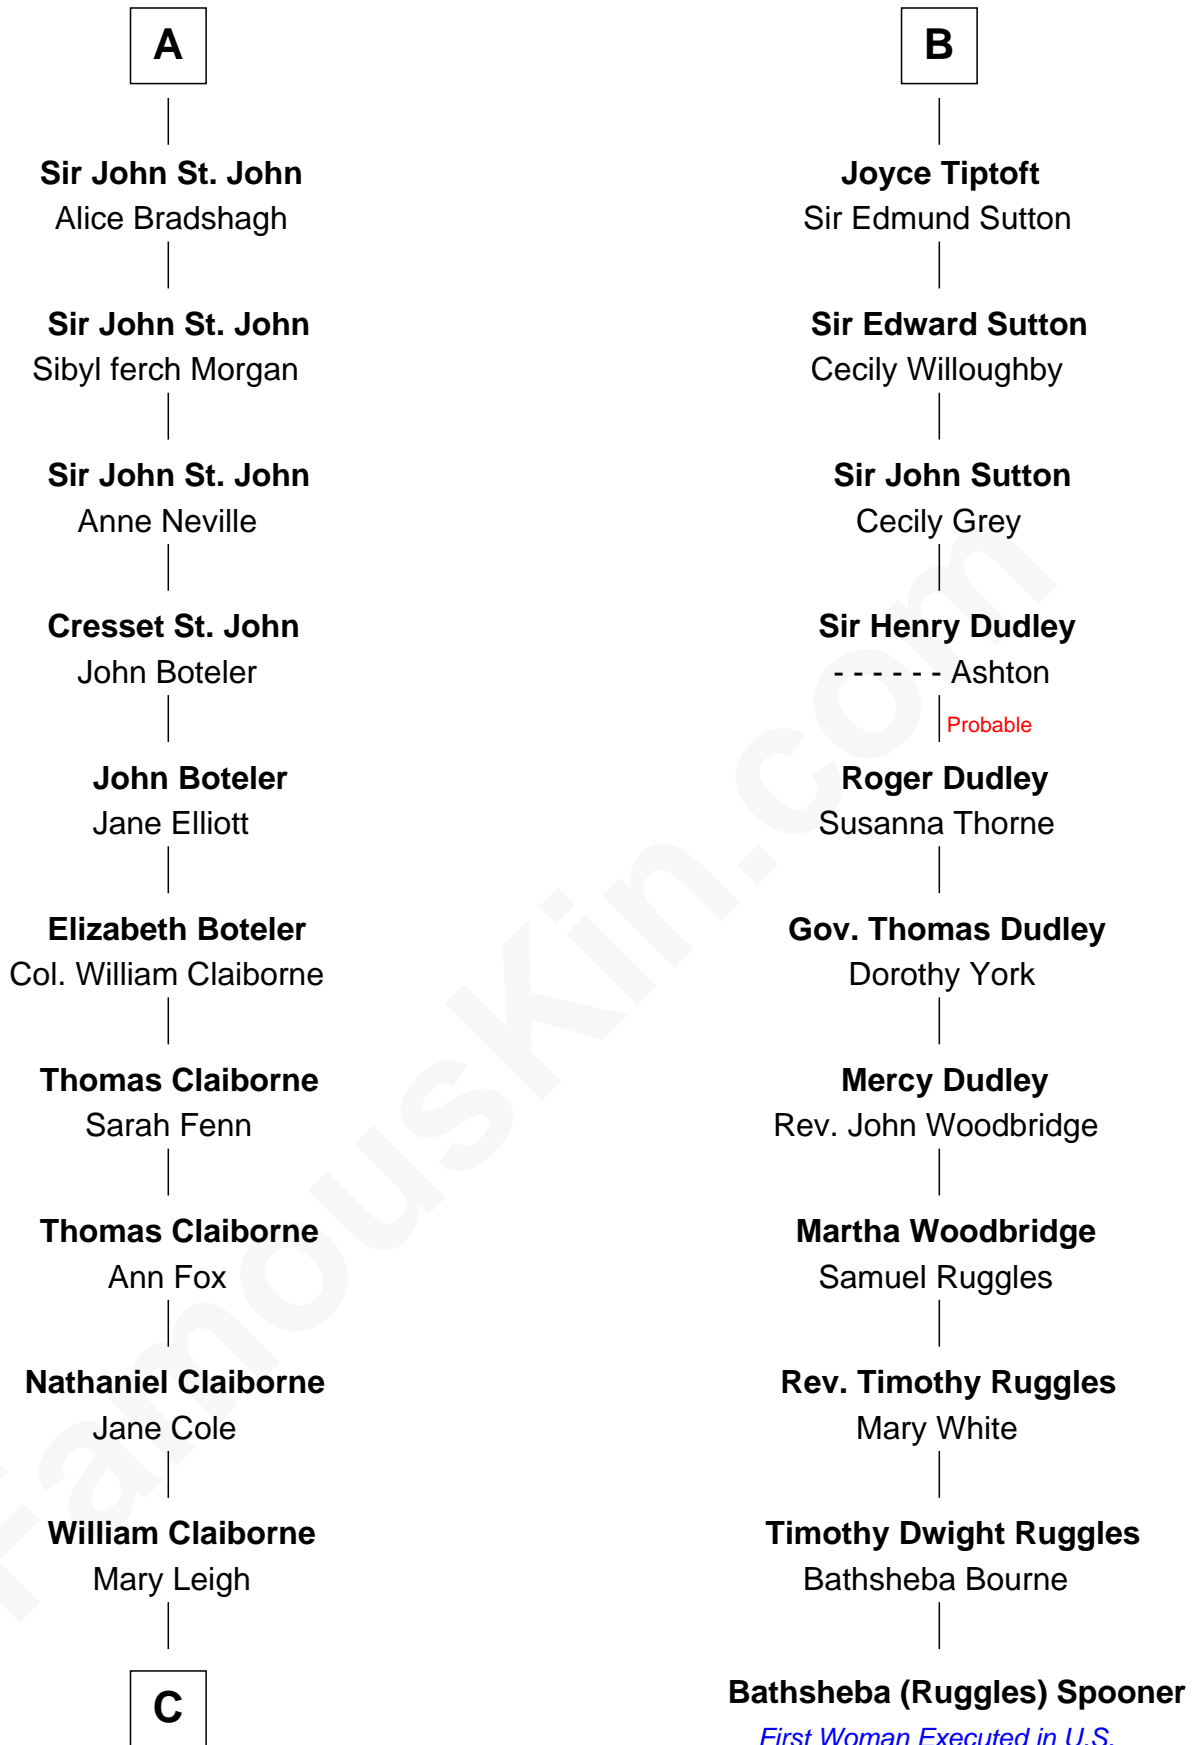 A
Sir John St. John
Alice Bradshagh
Sir John St. John
Sibyl ferch Morgan
Sir John St. John
Anne Neville
Cresset St. John
John Boteler
John Boteler
Jane Elliott
Elizabeth Boteler
Col. William Claiborne
Thomas Claiborne
Sarah Fenn
Thomas Claiborne
Ann Fox
Nathaniel Claiborne
Jane Cole
William Claiborne
Mary Leigh
C
B
Joyce Tiptoft
Sir Edmund Sutton
Sir Edward Sutton
Cecily Willoughby
Sir John Sutton
Cecily Grey
Sir Henry Dudley
- - - - - - Ashton
Probable
Roger Dudley
Susanna Thorne
Gov. Thomas Dudley
Dorothy York
Mercy Dudley
Rev. John Woodbridge
Martha Woodbridge
Samuel Ruggles
Rev. Timothy Ruggles
Mary White
Timothy Dwight Ruggles
Bathsheba Bourne
Bathsheba (Ruggles) Spooner
First Woman Executed in U.S.
FamousKin.com